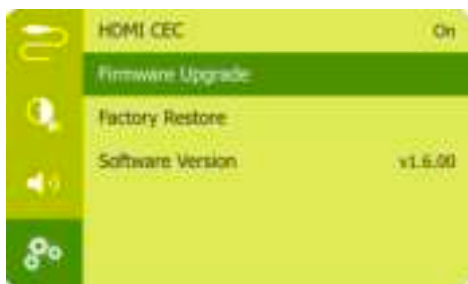 HDMI CEC On
Firmware Upgrade
Factory Restore
Software Version v1.6.00